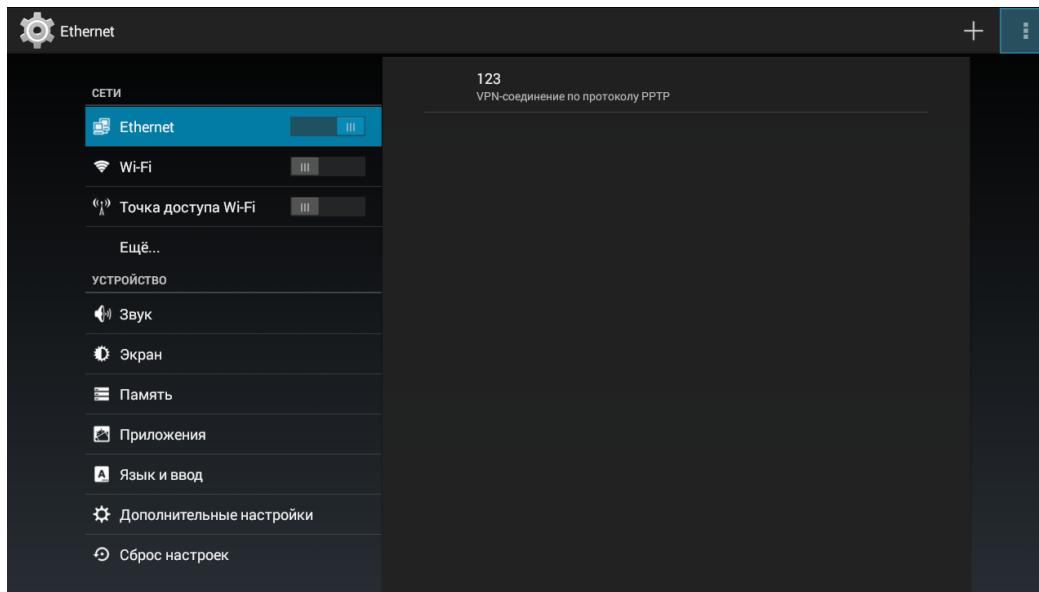 Ethernet
СЕТИ
Ethernet
Wi-Fi
Точка доступа Wi-Fi
Ещё...
УСТРОЙСТВО
Звук
Экран
Память
Приложения
Язык и ввод
Дополнительные настройки
Сброс настроек
123
VPN-соединение по протоколу PPTP